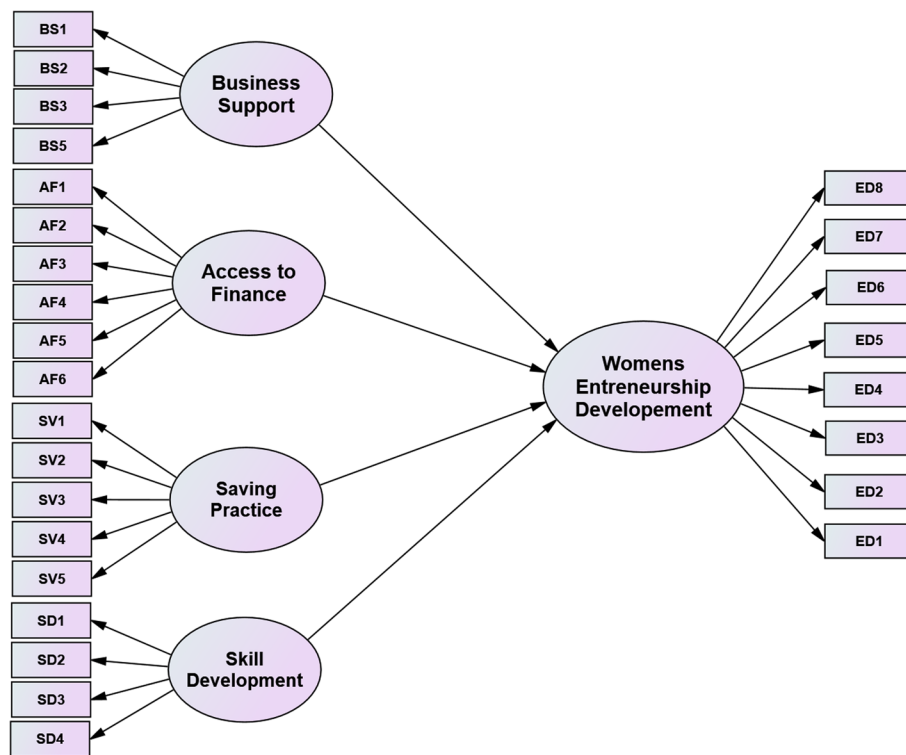 BS1
BS2
BS3
BS5
Business
Support
AF1
AF2
AF3
AF4
AF5
AF6
Access to
Finance
SV1
SV2
SV3
SV4
SV5
Saving
Practice
SD1
SD2
SD3
SD4
Skill
Development
Womens
Entreneurship
Developement
ED8
ED7
ED6
ED5
ED4
ED3
ED2
ED1